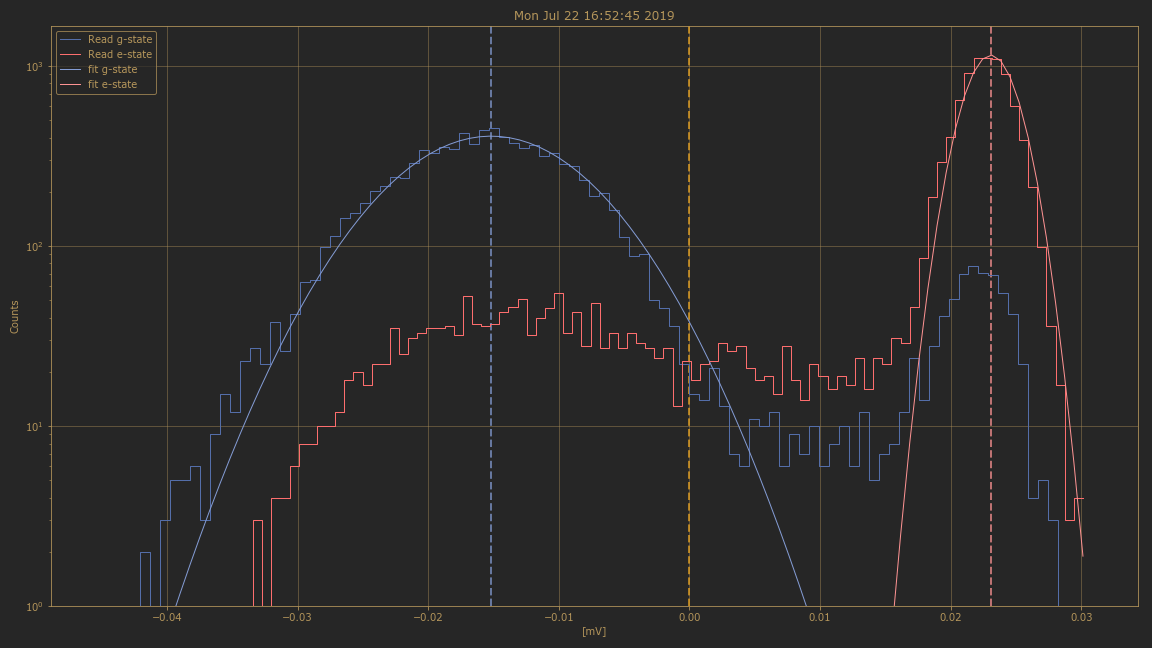 Mon Jul 22 16:52:45 2019
Read g-state
Read e-state
fit g-state
fit e-state
Counts
10³
10²
10¹
10⁰
−0.04 −0.03 −0.02 −0.01 0.00 0.01 0.02 0.03
[mV]